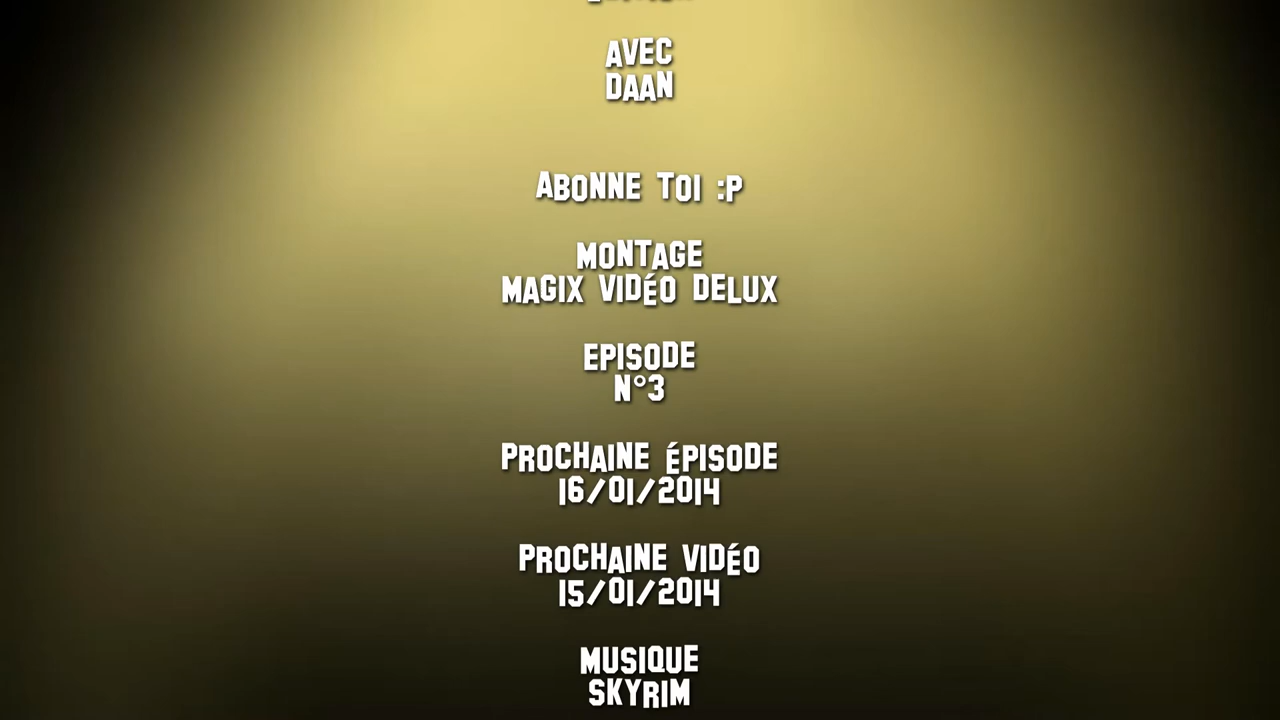 AVEC
DAAN
ABONNE TOI :P
MONTAGE
MAGIX VIDÉO DELUX
EPISODE
N°3
PROCHAINE ÉPISODE
16/01/2014
PROCHAINE VIDÉO
15/01/2014
MUSIQUE
SKYRIM